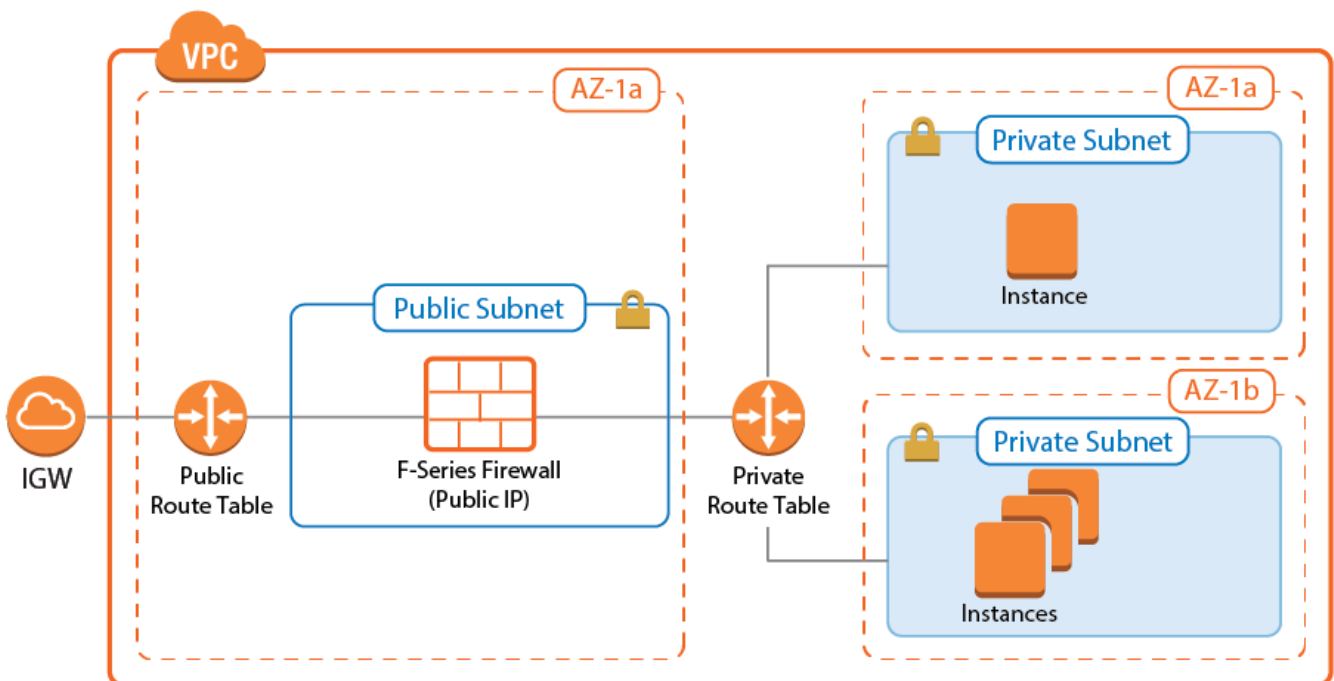 VPC
AZ-1a
AZ-1a
Private Subnet
Instance
Public Subnet
F-Series Firewall
(Public IP)
IGW
Public
Route Table
Private
Route Table
AZ-1b
Private Subnet
Instances